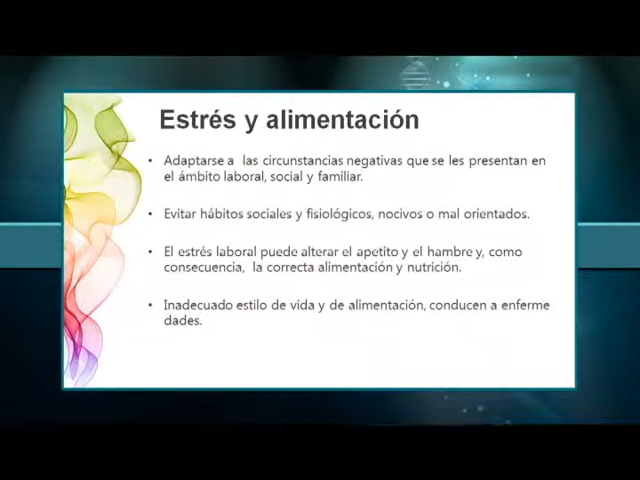 Estrés y alimentación
• Adaptarse a las circunstancias negativas que se les presentan en
el ámbito laboral, social y familiar.
• Evitar hábitos sociales y fisiológicos, nocivos o mal orientados.
• El estrés laboral puede alterar el apetito y el hambre y, como
consecuencia, la correcta alimentación y nutrición.
• Inadecuado estilo de vida y de alimentación, conducen a enferme
dades.